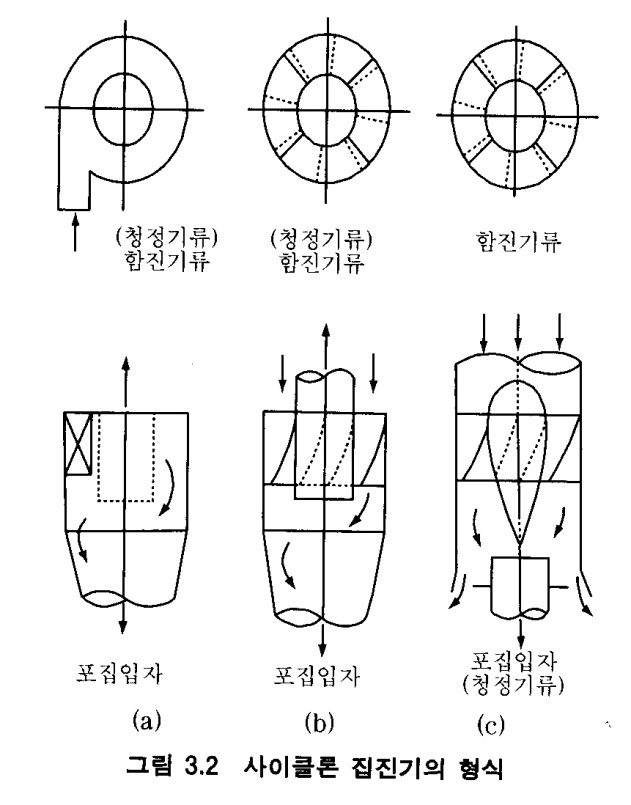 (청정기류)
함진기류
(청정기류)
함진기류
함진기류
포집입자
포집입자
포집입자
(청정기류)
(a)
(b)
(c)
그림 3.2 사이클론 집진기의 형식